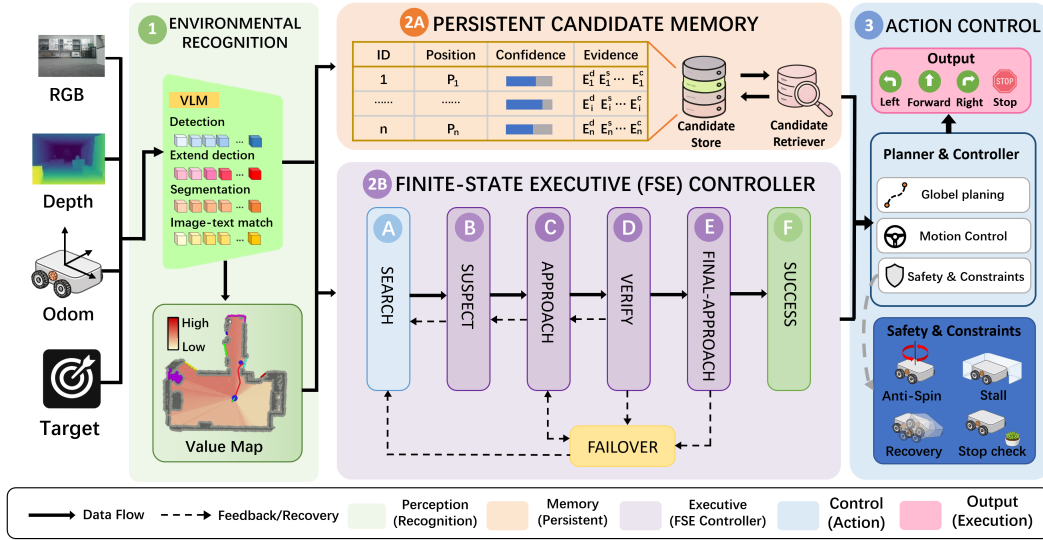 RGB
Depth
Odom
Target
1
ENVIRONMENTAL
RECOGNITION
VLM
Detection
...
Extend dection
...
Segmentation
...
Image-text match
...
High
Low
Value Map
2A
PERSISTENT CANDIDATE MEMORY
ID Position Confidence Evidence
1 P₁ E₁ᵈ E₁ˢ ··· E₁ᶜ
...... ...... Eᵢᵈ Eᵢˢ ··· Eᵢᶜ
n Pₙ Eₙᵈ Eₙˢ ··· Eₙᶜ
Candidate
Store
Candidate
Retriever
2B
FINITE-STATE EXECUTIVE (FSE) CONTROLLER
A
SEARCH
B
SUSPECT
C
APPROACH
D
VERIFY
E
FINAL-APPROACH
F
SUCCESS
FAILOVER
3
ACTION CONTROL
Output
STOP
Left Forward Right Stop
Planner & Controller
Globel planing
Motion Control
Safety & Constraints
Safety & Constraints
Anti-Spin
Stall
Recovery
Stop check
Data Flow
Feedback/Recovery
Perception
(Recognition)
Memory
(Persistent)
Executive
(FSE Controller)
Control
(Action)
Output
(Execution)